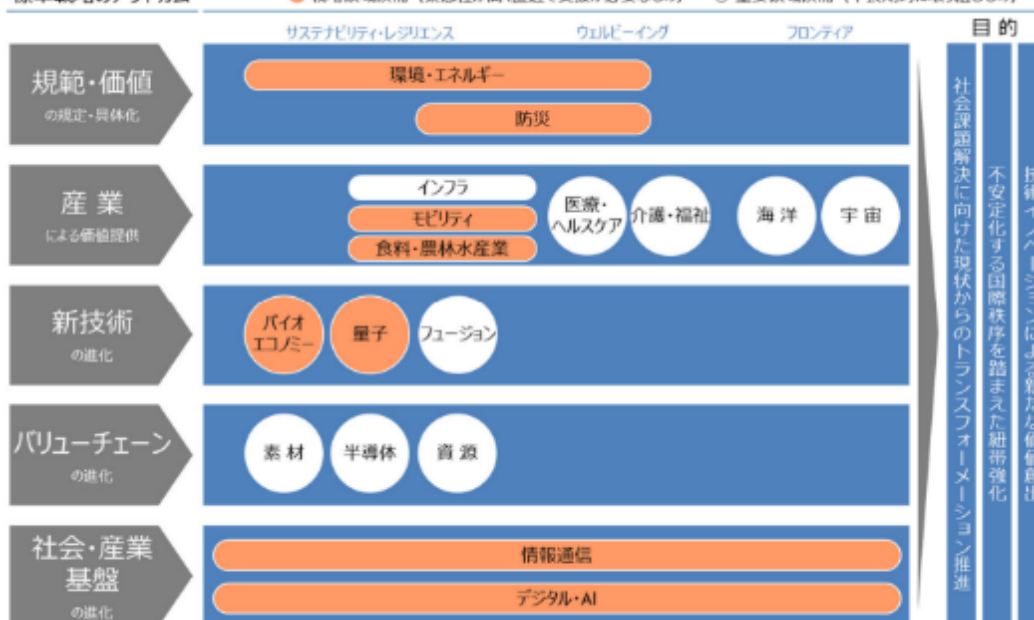 サステナビリティ・レジリエンス
ウェルビーイング
フロンティア
目的
規範・価値
の規定・具体化
環境・エネルギー
防災
産業
による価値提供
インフラ
モビリティ
食料・農林水産業
医療・
ヘルスケア
介護・福祉
海洋
宇宙
新技術
の進化
バイオ
エコノミー
量子
フュージョン
バリューチェーン
の進化
素材
半導体
資源
社会・産業
基盤
の進化
情報通信
デジタル・AI
社会課題解決に向けた現状からのトランスフォーメーション推進
不安定化する国際秩序を踏まえた紐帯強化